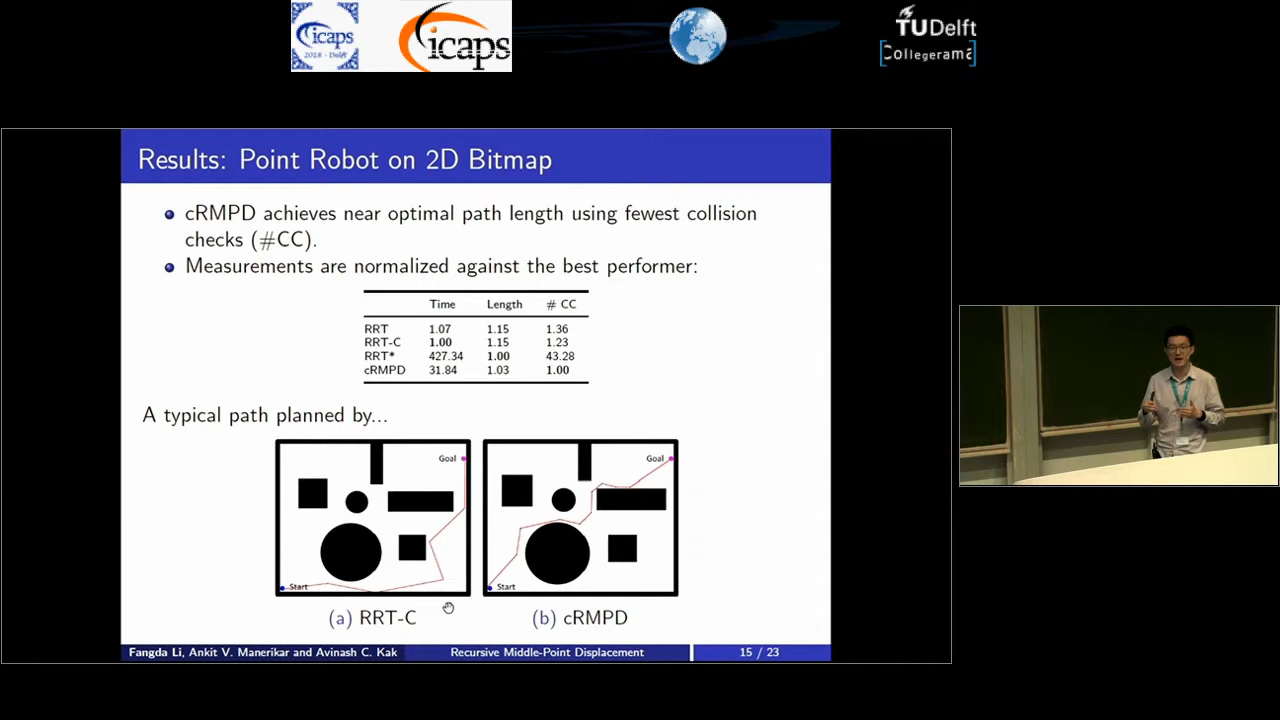 icaps
2018 - Delft
icaps
TUDelft
Collegerama
Results: Point Robot on 2D Bitmap
cRMPD achieves near optimal path length using fewest collision
checks (#CC).
Measurements are normalized against the best performer:
Time Length # CC
RRT 1.07 1.15 1.36
RRT-C 1.00 1.15 1.23
RRT* 427.34 1.00 43.28
cRMPD 31.84 1.03 1.00
A typical path planned by...
Goal
Start
Goal
Start
(a) RRT-C
(b) cRMPD
Fangda Li, Ankit V. Manerikar and Avinash C. Kak
Recursive Middle-Point Displacement
15 / 23